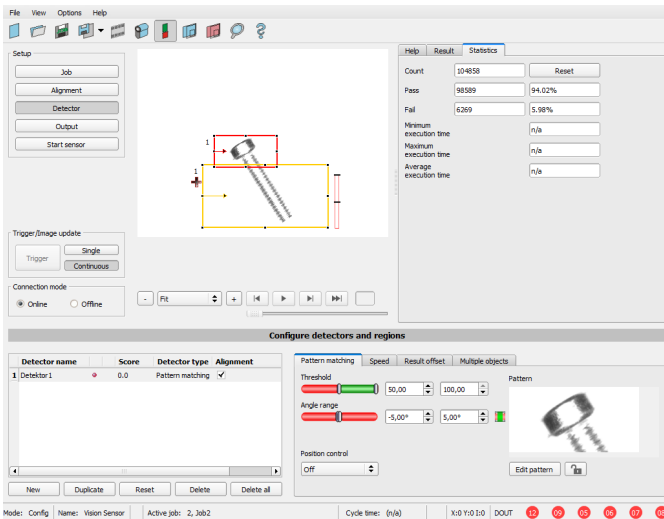 File View Options Help
Setup
Job
Alignment
Detector
Output
Start sensor
Trigger/Image update
Trigger
Single
Continuous
Connection mode
Online
Offline
1
1
- Fit +
Help Result Statistics
Count 104858 Reset
Pass 98589 94.02%
Fail 6269 5.98%
Minimum
execution time n/a
Maximum
execution time n/a
Average
execution time n/a
Configure detectors and regions
Detector name Score Detector type Alignment
1 Detektor1 0.0 Pattern matching
New Duplicate Reset Delete Delete all
Pattern matching Speed Result offset Multiple objects
Threshold
50,00 100,00
Angle range
-5,00° 5,00°
Position control
Off
Pattern
Edit pattern
Mode: Config Name: Vision Sensor Active job: 2, Job2 Cycle time: (n/a) X:0 Y:0 I:0 DOUT 12 09 05 06 07 08